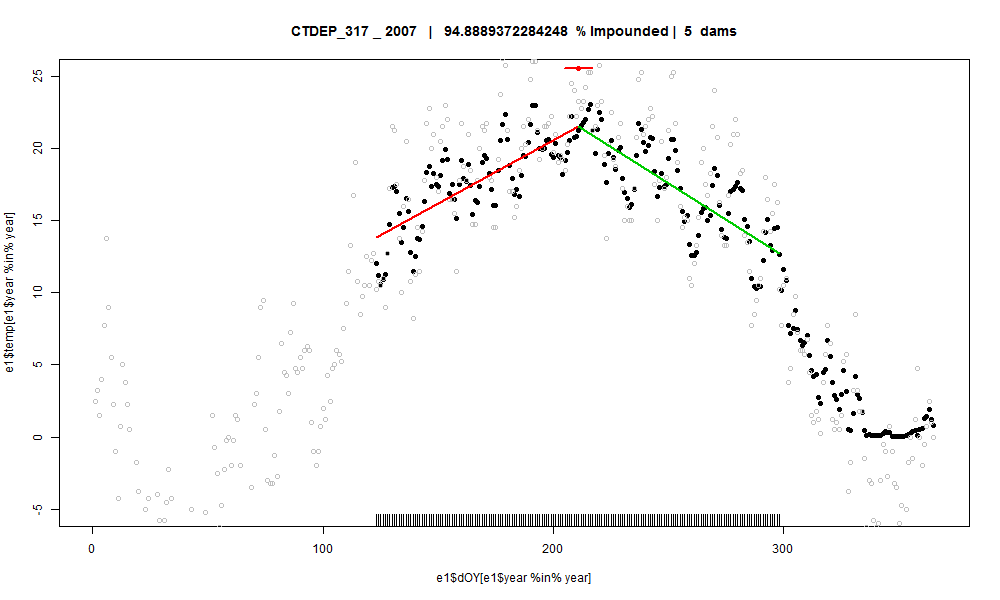 CTDEP_317 _ 2007 | 94.8889372284248 % Impounded | 5 dams
e1$temp[e1$year %in% year]
25
20
15
10
5
0
-5
0 100 200 300
e1$dOY[e1$year %in% year]